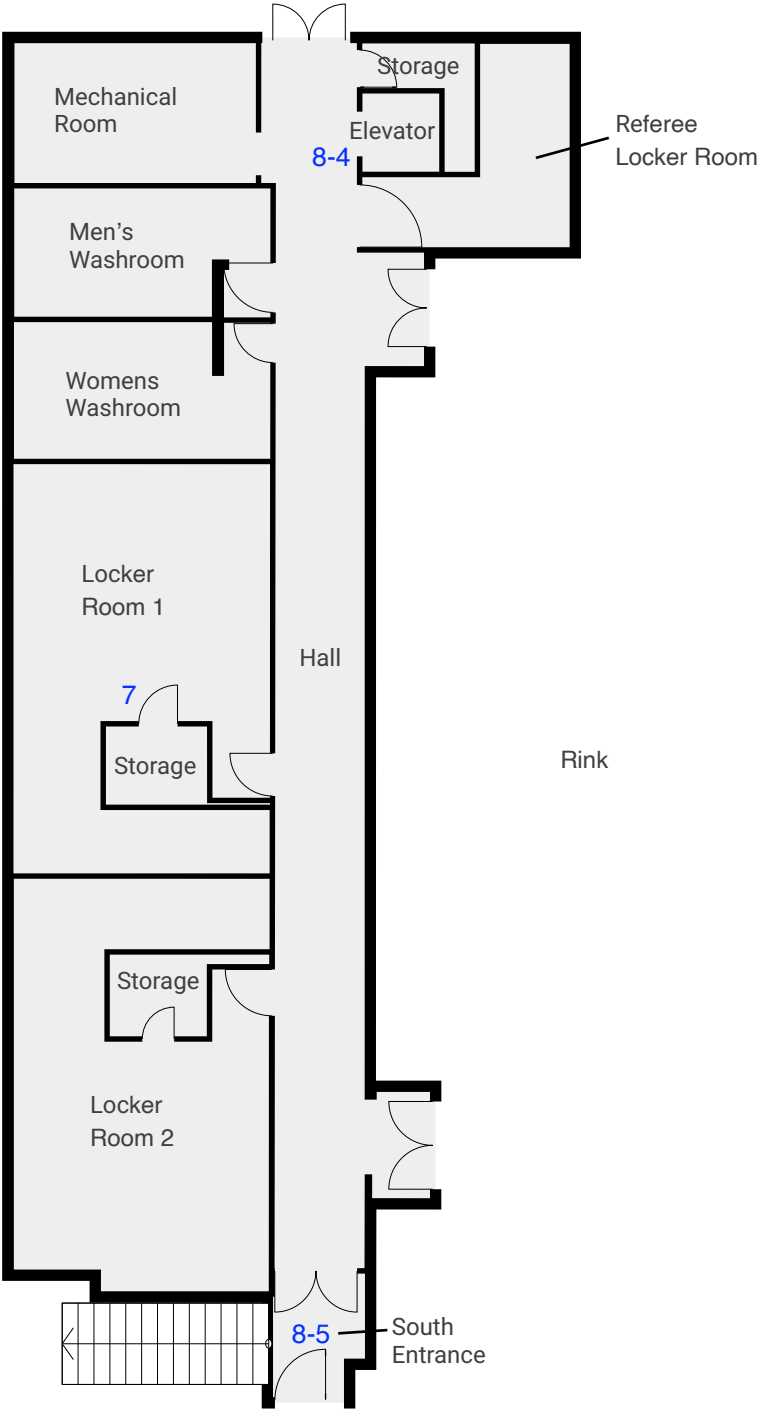 Storage
Mechanical
Room
Elevator
8-4
Referee
Locker Room
Men’s
Washroom
Womens
Washroom
Locker
Room 1
Hall
7
Storage
Rink
Storage
Locker
Room 2
8-5
South
Entrance